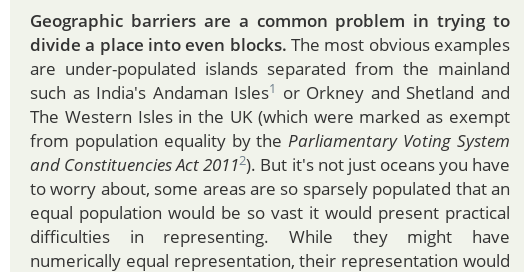 Geographic barriers are a common problem in trying to
divide a place into even blocks. The most obvious examples
are under-populated islands separated from the mainland
such as India's Andaman Isles1 or Orkney and Shetland and
The Western Isles in the UK (which were marked as exempt
from population equality by the Parliamentary Voting System
and Constituencies Act 20112). But it's not just oceans you have
to worry about, some areas are so sparsely populated that an
equal population would be so vast it would present practical
difficulties in representing. While they might have
numerically equal representation, their representation would